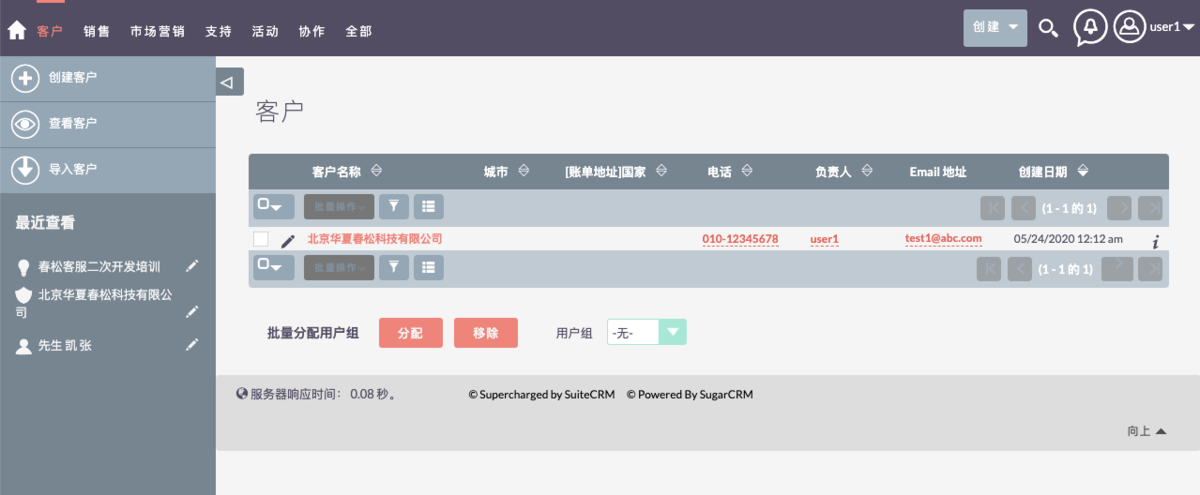 客户 销售 市场营销 支持 活动 协作 全部 创建 user1
创建客户
查看客户
导入客户
最近查看
春松客服二次开发培训
北京华夏春松科技有限公
司
先生 凯 张
客户
客户名称 城市 [账单地址]国家 电话 负责人 Email 地址 创建日期
批量操作 (1 - 1 的 1)
北京华夏春松科技有限公司 010-12345678 user1 test1@abc.com 05/24/2020 12:12 am i
批量操作 (1 - 1 的 1)
批量分配用户组 分配 移除 用户组 -无-
服务器响应时间： 0.08 秒。 © Supercharged by SuiteCRM © Powered By SugarCRM
向上